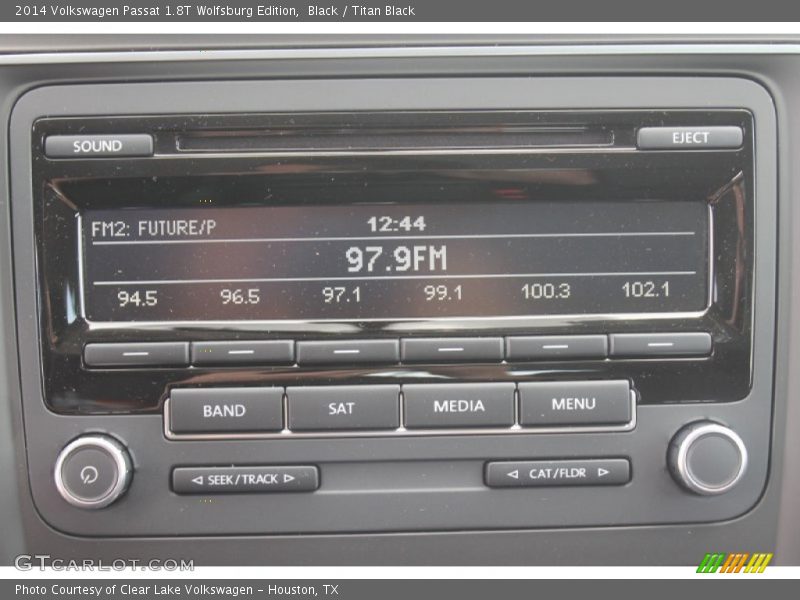 2014 Volkswagen Passat 1.8T Wolfsburg Edition,  Black / Titan Black
SOUND
EJECT
FM2: FUTURE/P 12:44
97.9FM
94.5 96.5 97.1 99.1 100.3 102.1
BAND SAT MEDIA MENU
SEEK/TRACK CAT/FLDR
GTCARLOT.COM
Photo Courtesy of Clear Lake Volkswagen – Houston, TX